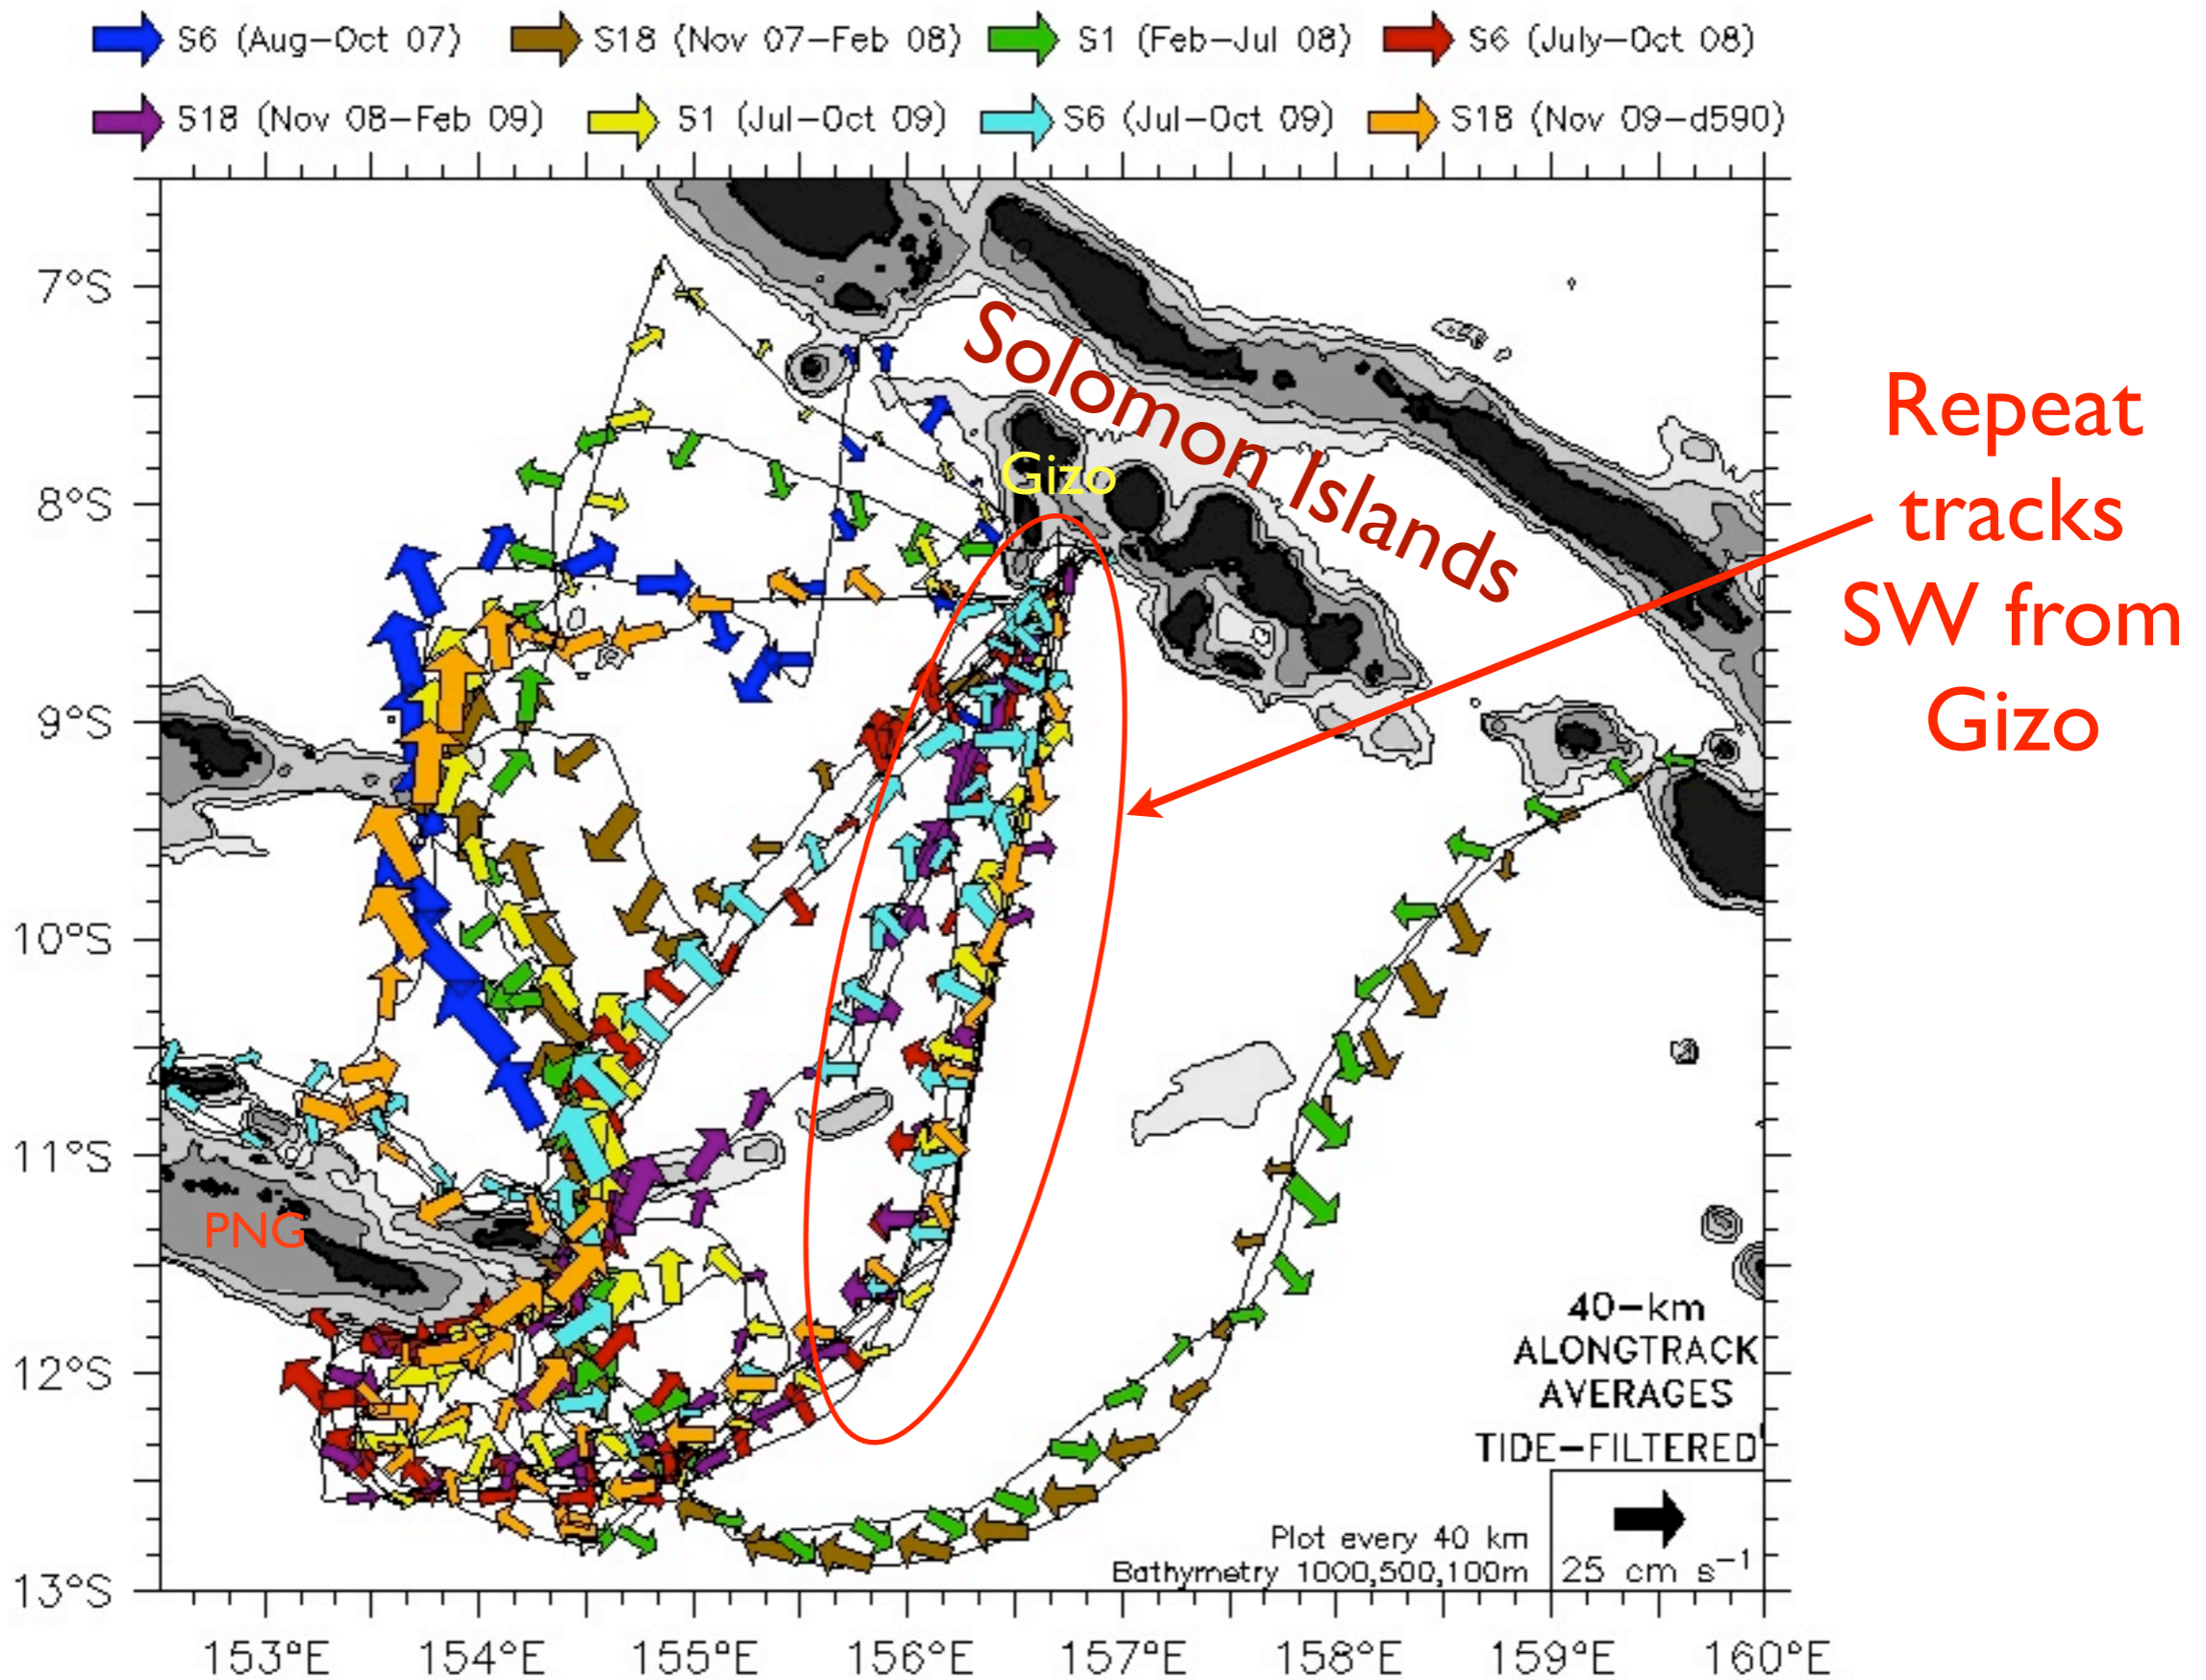 S6 (Aug-Oct 07) S18 (Nov 07-Feb 08) S1 (Feb-Jul 08) S6 (July-Oct 08)
S18 (Nov 08-Feb 09) S1 (Jul-Oct 09) S6 (Jul-Oct 09) S18 (Nov 09-d590)
7°S
8°S
9°S
10°S
11°S
12°S
13°S
Solomon Islands
Gizo
PNG
Repeat
tracks
SW from
Gizo
40-km
ALONGTRACK
AVERAGES
TIDE-FILTERED
Plot every 40 km
Bathymetry 1000,500,100m
25 cm s⁻¹
153°E 154°E 155°E 156°E 157°E 158°E 159°E 160°E